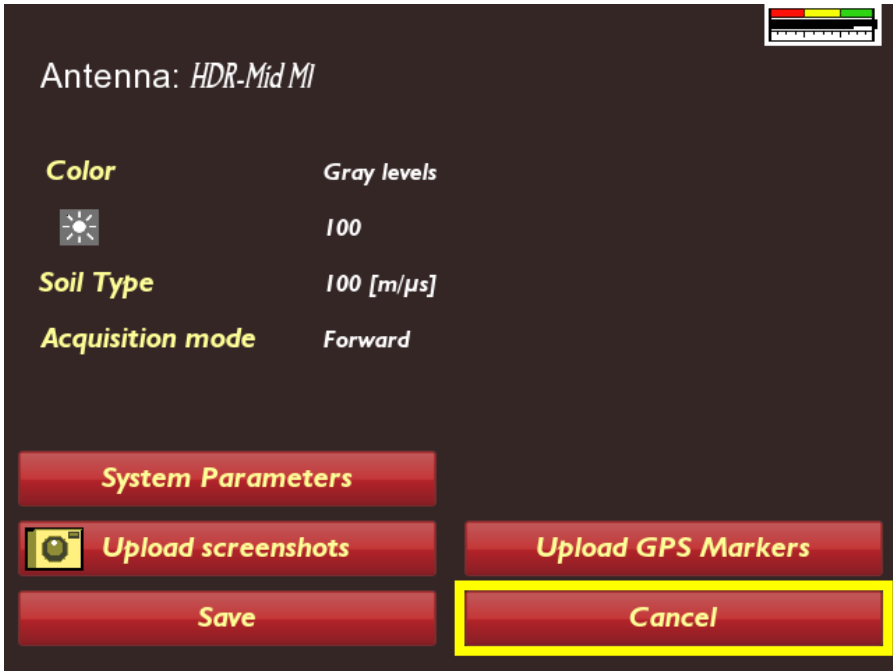 Antenna: HDR-Mid M1
Color Gray levels
100
Soil Type 100 [m/µs]
Acquisition mode Forward
System Parameters
Upload screenshots Upload GPS Markers
Save Cancel